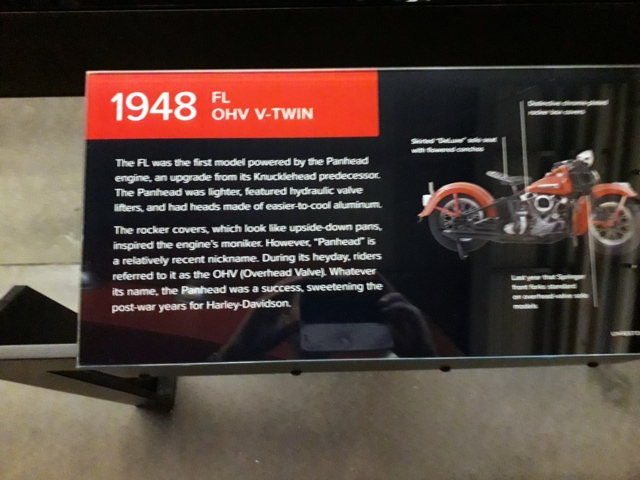 1948 FL
OHV V-TWIN
The FL was the first model powered by the Panhead
engine, an upgrade from its Knucklehead predecessor.
The Panhead was lighter, featured hydraulic valve
lifters, and had heads made of easier-to-cool aluminum.
The rocker covers, which look like upside-down pans,
inspired the engine's moniker. However, "Panhead" is
a relatively recent nickname. During its heyday, riders
referred to it as the OHV (Overhead Valve). Whatever
its name, the Panhead was a success, sweetening the
post-war years for Harley-Davidson.
Distinctive chrome-plated
rocker box covers
Skirted "DeLuxe" solo seat
with flowered conchos
Last year that Springer
front forks standard
on overhead-valve solo
models